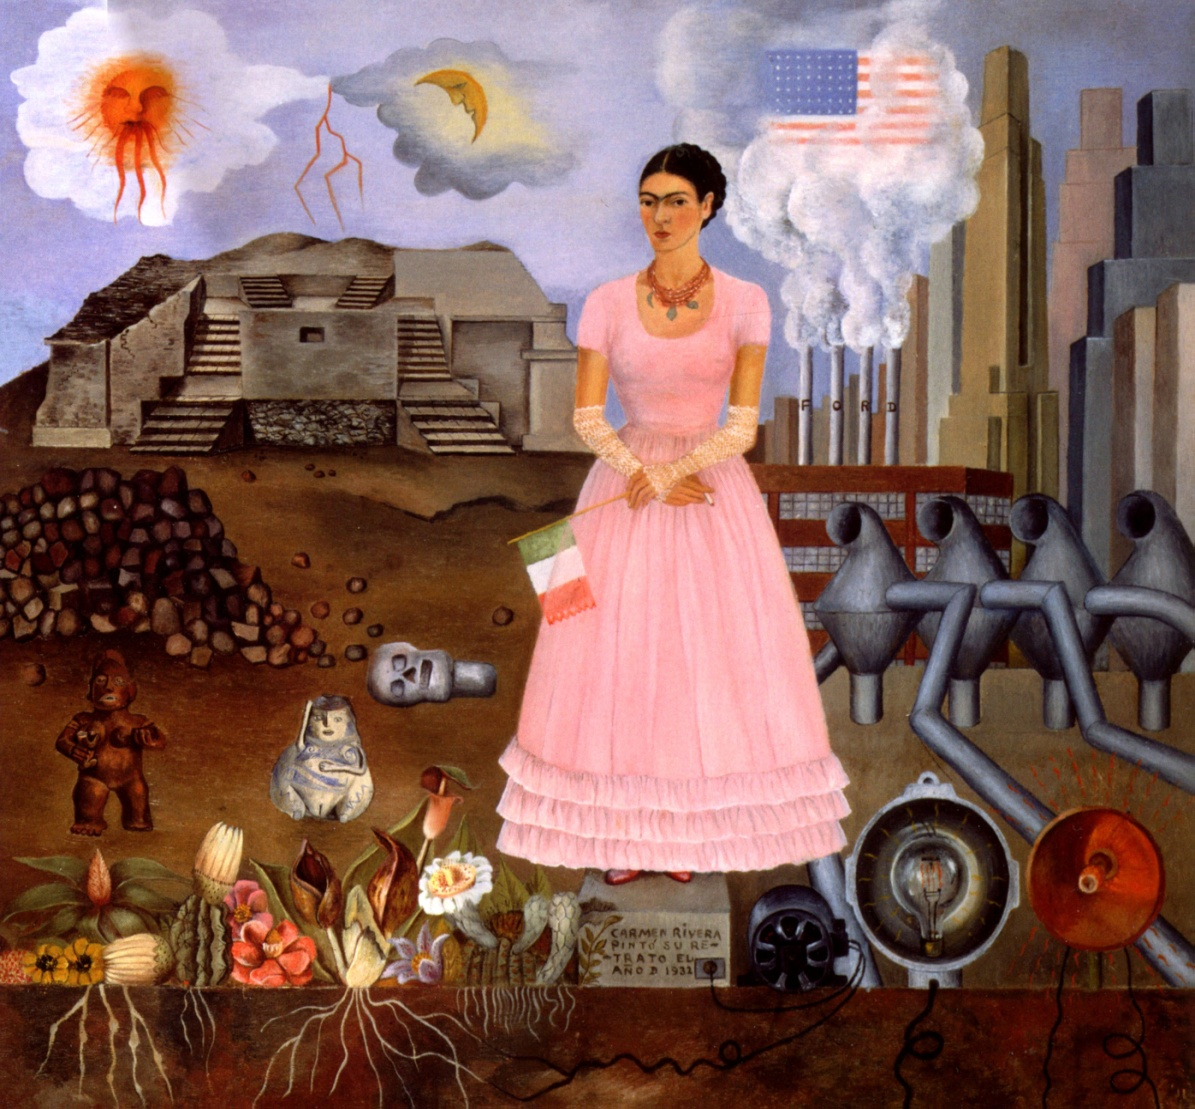 FORD
CARMEN RIVERA
PINTÓ SU RE-
TRATO EL
AÑO D 1932